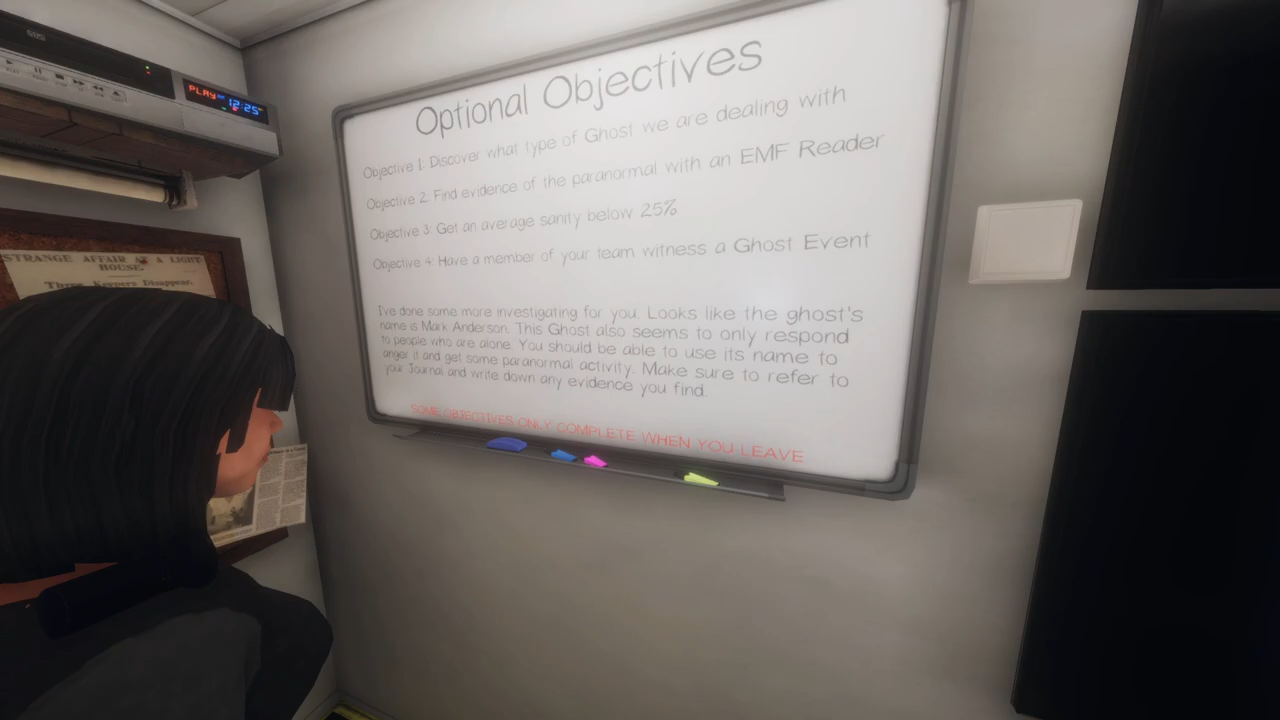 PLAY 12:25
STRANGE AFFAIR AT A LIGHT
HOUSE.
Three Keepers Disappear.
Optional Objectives
Objective 1: Discover what type of Ghost we are dealing with
Objective 2: Find evidence of the paranormal with an EMF Reader
Objective 3: Get an average sanity below 25%
Objective 4: Have a member of your team witness a Ghost Event
I've done some more investigating for you. Looks like the ghost's
name is Mark Anderson. This Ghost also seems to only respond
to people who are alone. You should be able to use its name to
anger it and get some paranormal activity. Make sure to refer to
your Journal and write down any evidence you find.
SOME OBJECTIVES ONLY COMPLETE WHEN YOU LEAVE